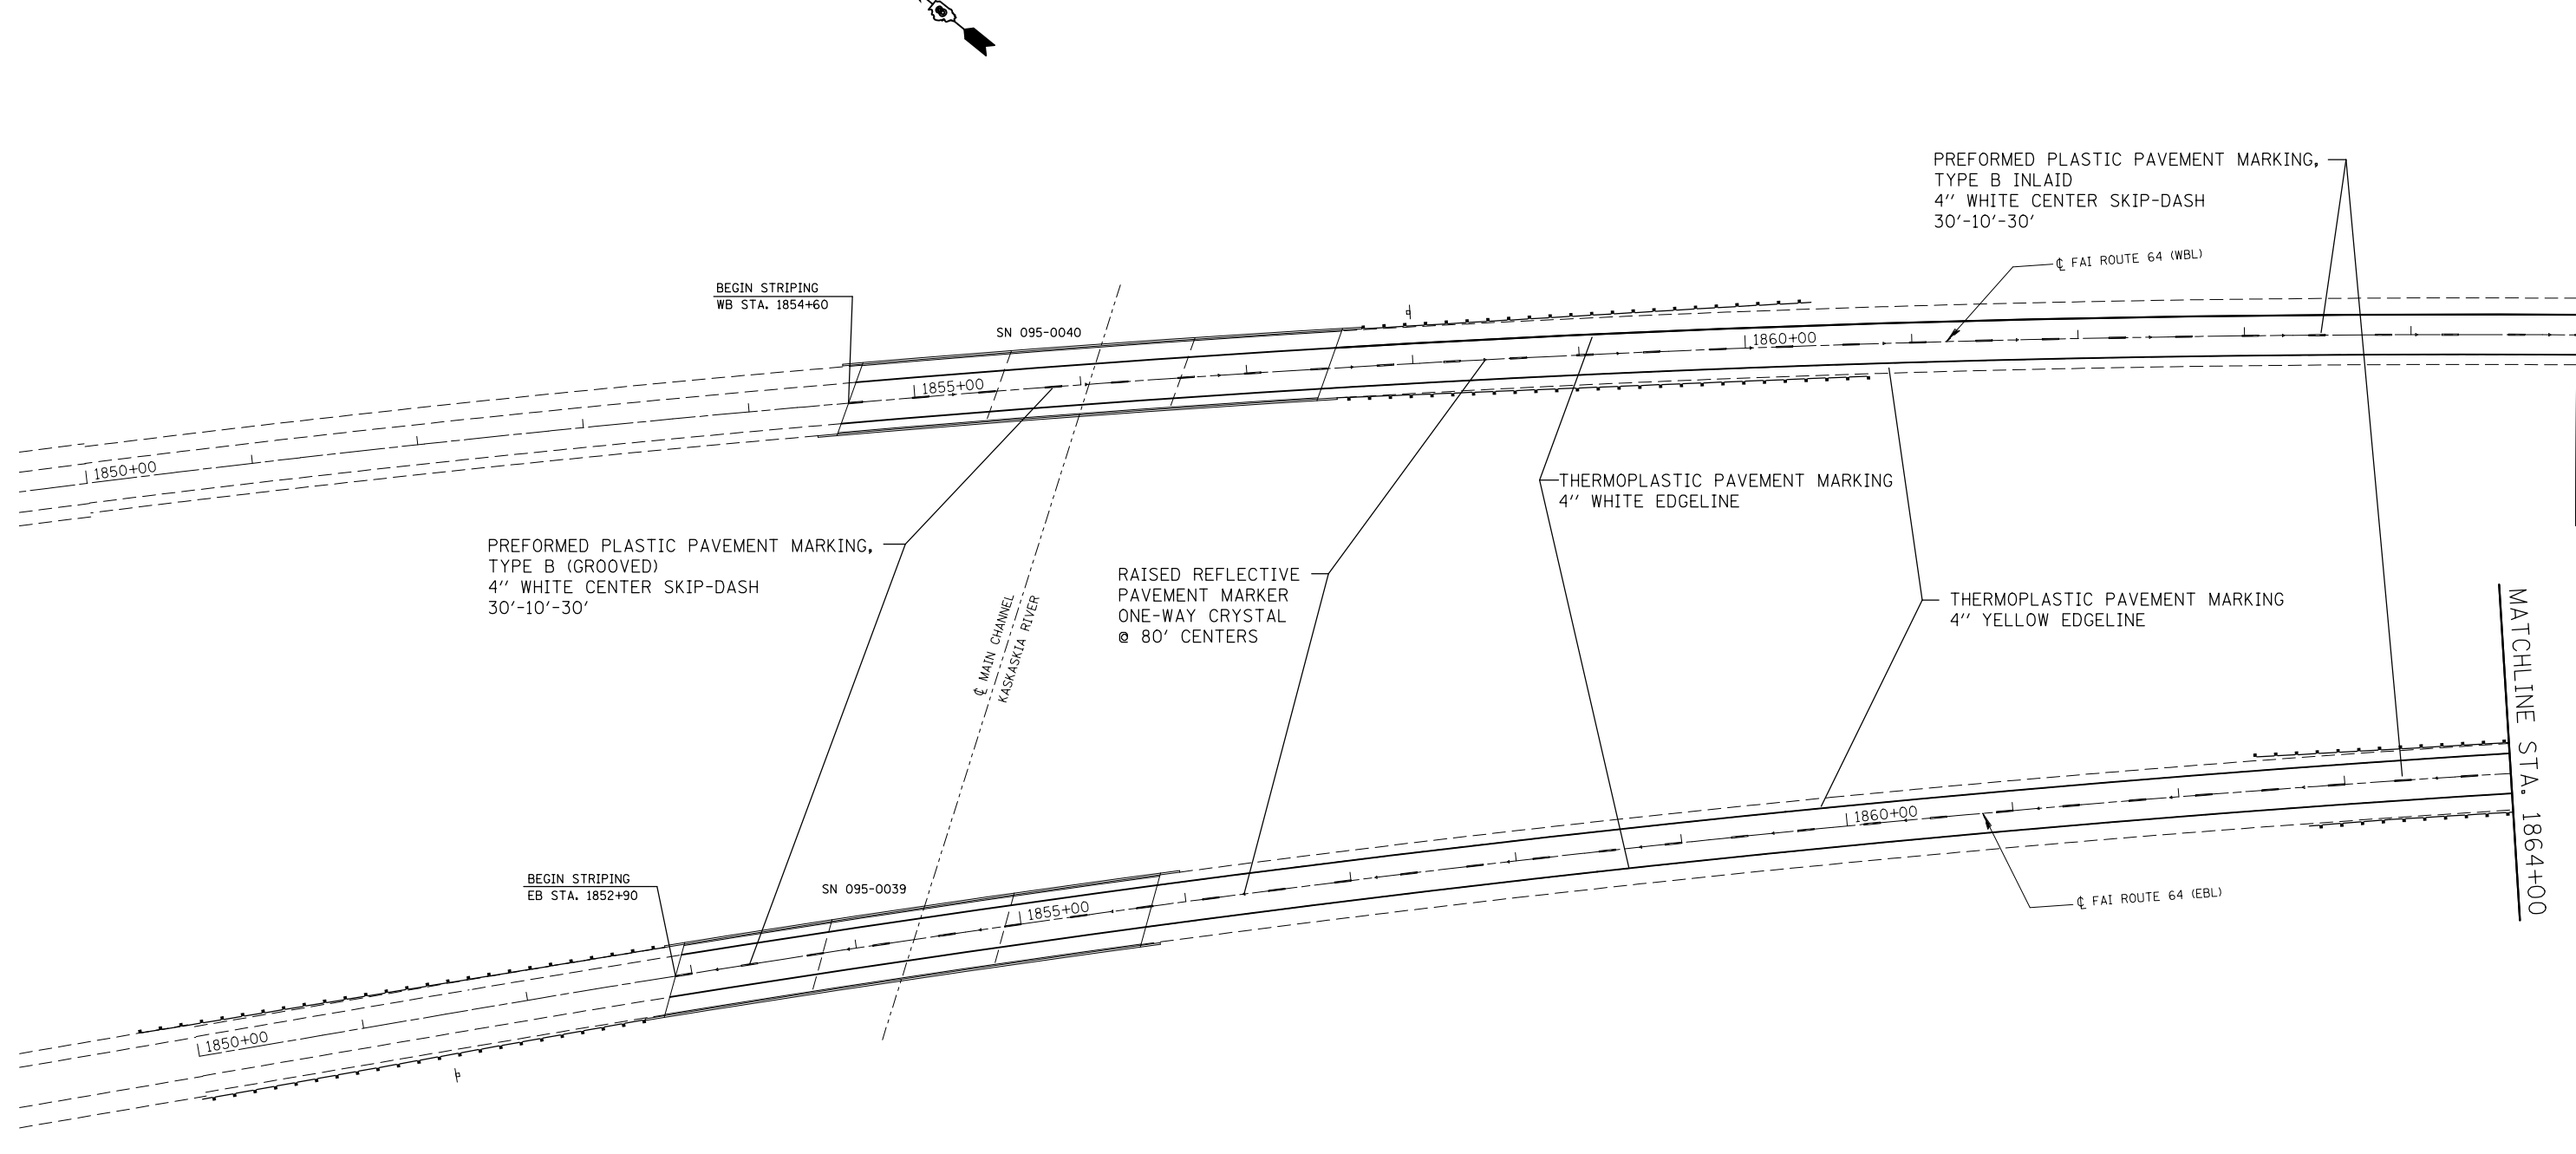 PREFORMED PLASTIC PAVEMENT MARKING,
TYPE B INLAID
4" WHITE CENTER SKIP-DASH
30'-10'-30'
℄ FAI ROUTE 64 (WBL)
BEGIN STRIPING
WB STA. 1854+60
SN 095-0040
1860+00
1855+00
1850+00
THERMOPLASTIC PAVEMENT MARKING
4" WHITE EDGELINE
PREFORMED PLASTIC PAVEMENT MARKING,
TYPE B (GROOVED)
4" WHITE CENTER SKIP-DASH
30'-10'-30'
RAISED REFLECTIVE
PAVEMENT MARKER
ONE-WAY CRYSTAL
@ 80' CENTERS
℄ MAIN CHANNEL
KASKASKIA RIVER
THERMOPLASTIC PAVEMENT MARKING
4" YELLOW EDGELINE
MATCHLINE STA. 1864+00
1860+00
BEGIN STRIPING
EB STA. 1852+90
SN 095-0039
℄ FAI ROUTE 64 (EBL)
1855+00
1850+00